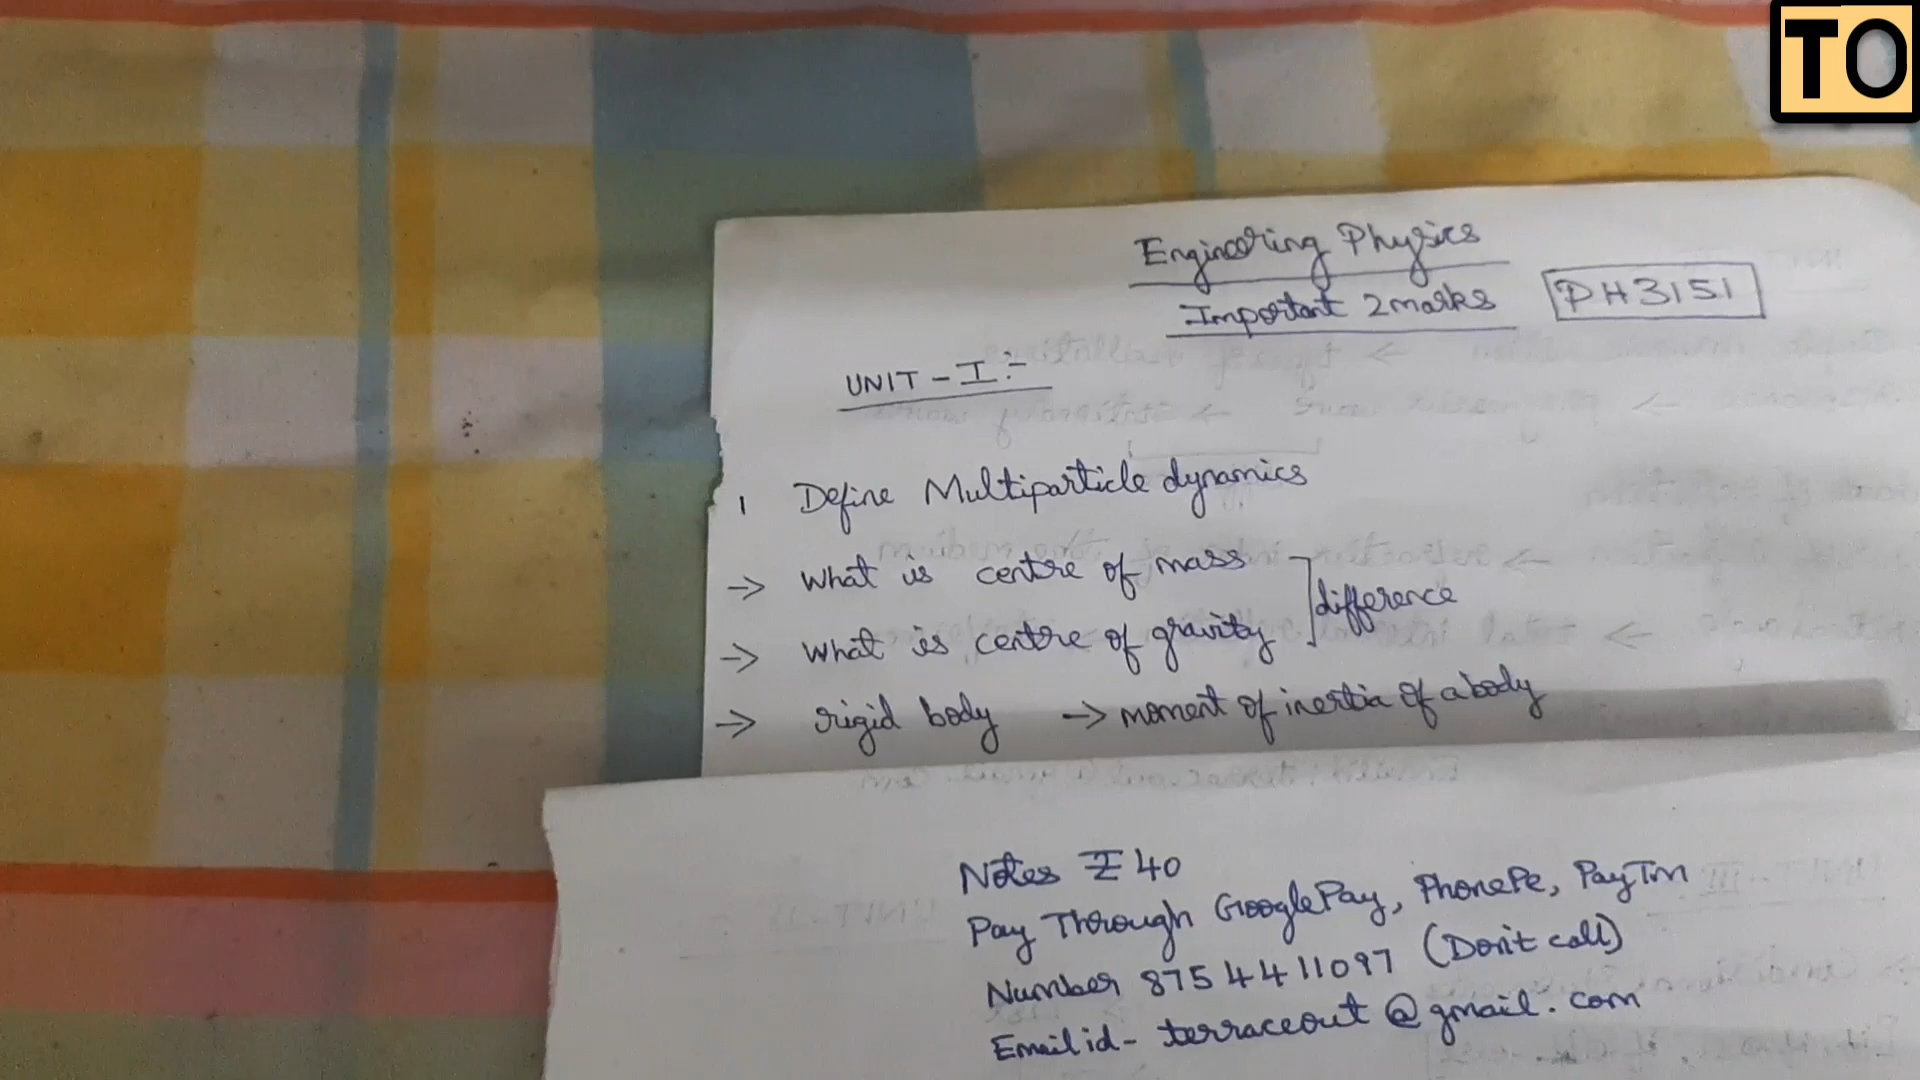 TO
Engineering Physics
Important 2 marks PH3151
UNIT - I :-
1 Define Multiparticle dynamics
→ What is centre of mass
→ What is centre of gravity
difference
→ rigid body → moment of inertia of a body
Notes ₹ 40
Pay Through GooglePay, PhonePe, PayTm
Number 8754411097 (Don't call)
Email id - terraceout@gmail.com